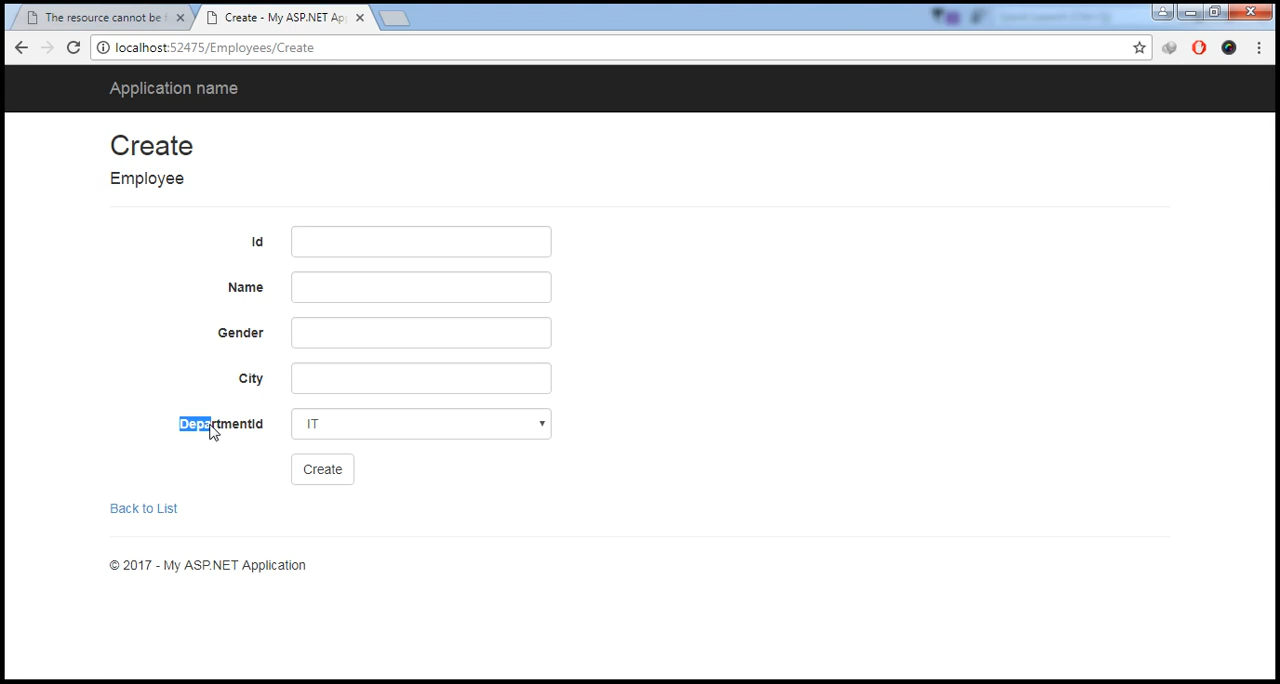 The resource cannot be
Create - My ASP.NET Ap
localhost:52475/Employees/Create
Application name
Create
Employee
Id
Name
Gender
City
DepartmentId IT
Create
Back to List
© 2017 - My ASP.NET Application